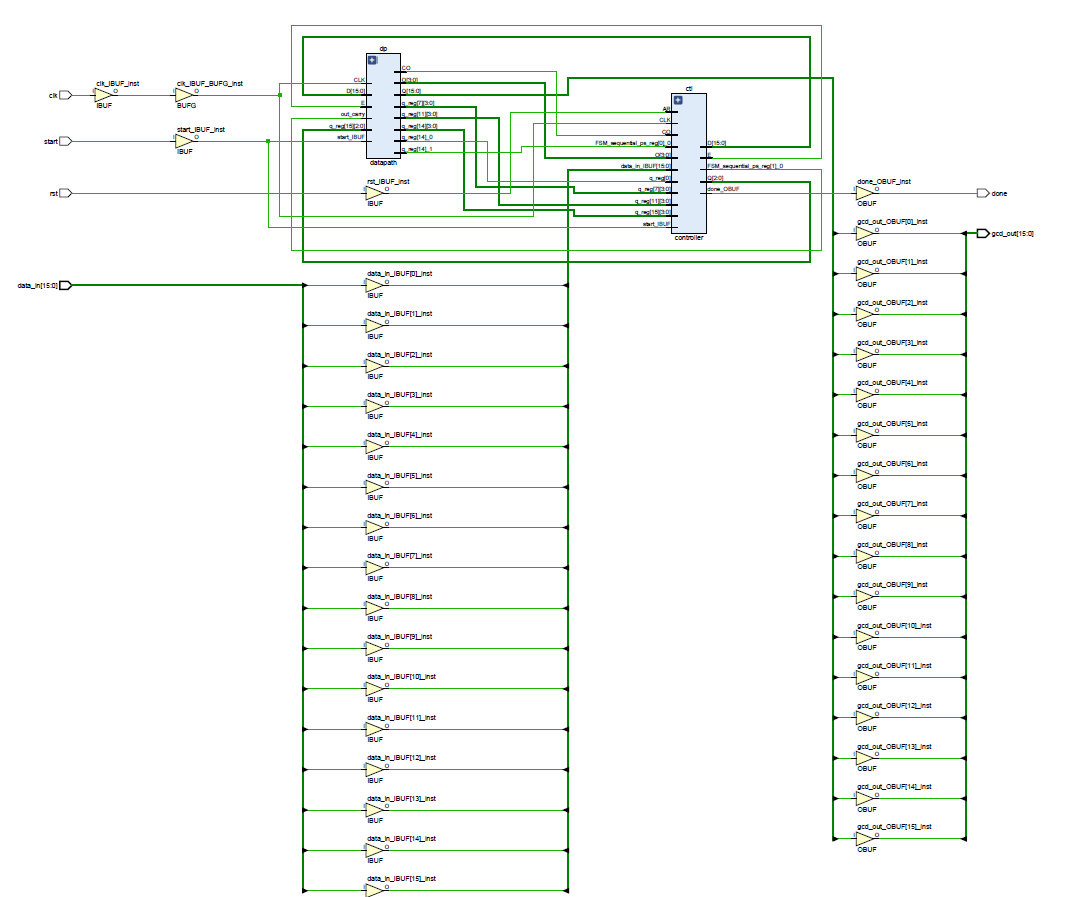 dp
CLK
D[15:0]
E
out_carry
q_reg[15][2:0]
start_IBUF
CO
O[3:0]
Q[15:0]
q_reg[7][3:0]
q_reg[11][3:0]
q_reg[14][3:0]
q_reg[14]_0
q_reg[14]_1
datapath
ctl
AR
CLK
CO
FSM_sequential_ps_reg[0]_0
O[3:0]
data_in_IBUF[15:0]
q_reg[0]
q_reg[7][3:0]
q_reg[11][3:0]
q_reg[15][3:0]
start_IBUF
D[15:0]
E
FSM_sequential_ps_reg[1]_0
Q[2:0]
done_OBUF
controller
clk
clk_IBUF_inst
I
O
IBUF
clk_IBUF_BUFG_inst
I
O
BUFG
start
start_IBUF_inst
I
O
IBUF
rst
rst_IBUF_inst
I
O
IBUF
data_in[15:0]
data_in_IBUF[0]_inst
I
O
IBUF
data_in_IBUF[1]_inst
I
O
IBUF
data_in_IBUF[2]_inst
I
O
IBUF
data_in_IBUF[3]_inst
I
O
IBUF
data_in_IBUF[4]_inst
I
O
IBUF
data_in_IBUF[5]_inst
I
O
IBUF
data_in_IBUF[6]_inst
I
O
IBUF
data_in_IBUF[7]_inst
I
O
IBUF
data_in_IBUF[8]_inst
I
O
IBUF
data_in_IBUF[9]_inst
I
O
IBUF
data_in_IBUF[10]_inst
I
O
IBUF
data_in_IBUF[11]_inst
I
O
IBUF
data_in_IBUF[12]_inst
I
O
IBUF
data_in_IBUF[13]_inst
I
O
IBUF
data_in_IBUF[14]_inst
I
O
IBUF
data_in_IBUF[15]_inst
I
O
IBUF
done_OBUF_inst
I
O
OBUF
done
gcd_out_OBUF[0]_inst
I
O
OBUF
gcd_out[15:0]
gcd_out_OBUF[1]_inst
I
O
OBUF
gcd_out_OBUF[2]_inst
I
O
OBUF
gcd_out_OBUF[3]_inst
I
O
OBUF
gcd_out_OBUF[4]_inst
I
O
OBUF
gcd_out_OBUF[5]_inst
I
O
OBUF
gcd_out_OBUF[6]_inst
I
O
OBUF
gcd_out_OBUF[7]_inst
I
O
OBUF
gcd_out_OBUF[8]_inst
I
O
OBUF
gcd_out_OBUF[9]_inst
I
O
OBUF
gcd_out_OBUF[10]_inst
I
O
OBUF
gcd_out_OBUF[11]_inst
I
O
OBUF
gcd_out_OBUF[12]_inst
I
O
OBUF
gcd_out_OBUF[13]_inst
I
O
OBUF
gcd_out_OBUF[14]_inst
I
O
OBUF
gcd_out_OBUF[15]_inst
I
O
OBUF